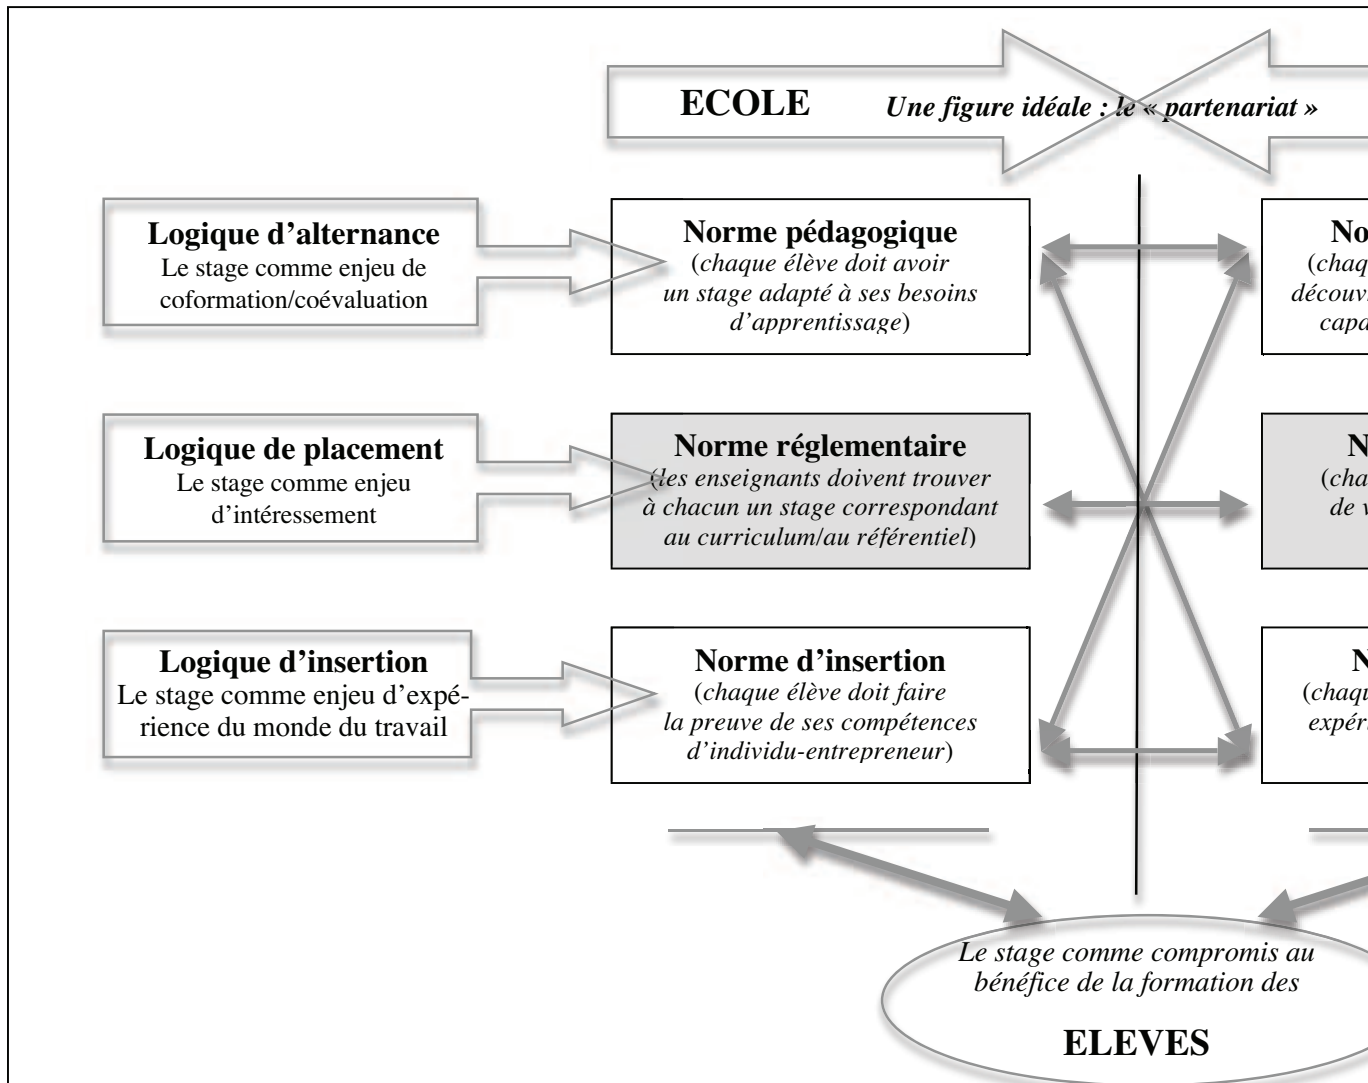 ECOLE Une figure idéale : le « partenariat »
Logique d’alternance
Le stage comme enjeu de
coformation/coévaluation
Norme pédagogique
(chaque élève doit avoir
un stage adapté à ses besoins
d’apprentissage)
Logique de placement
Le stage comme enjeu
d’intéressement
Norme réglementaire
(les enseignants doivent trouver
à chacun un stage correspondant
au curriculum/au référentiel)
de
Logique d’insertion
Le stage comme enjeu d’expé-
rience du monde du travail
Norme d’insertion
(chaque élève doit faire
la preuve de ses compétences
d’individu-entrepreneur)
Le stage comme compromis au
bénéfice de la formation des
ELEVES